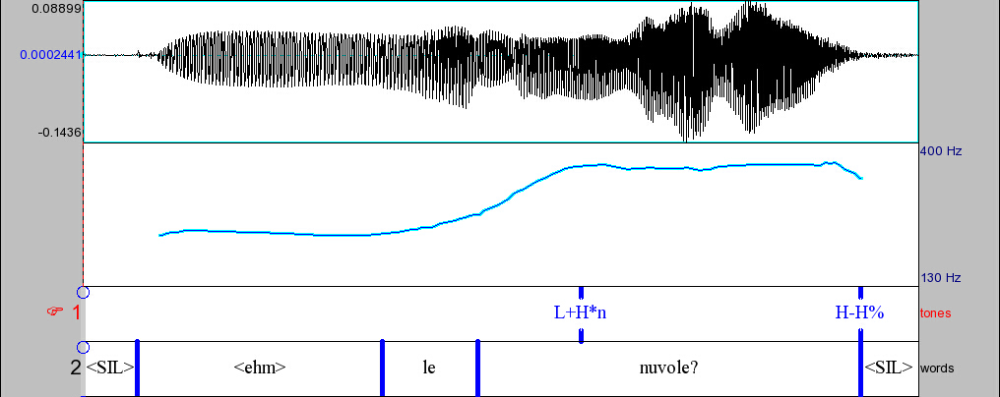 0.08899
0.0002441
-0.1436
400 Hz
130 Hz
1 L+H*n H-H% tones
2 <SIL> <ehm> le nuvole? <SIL> words